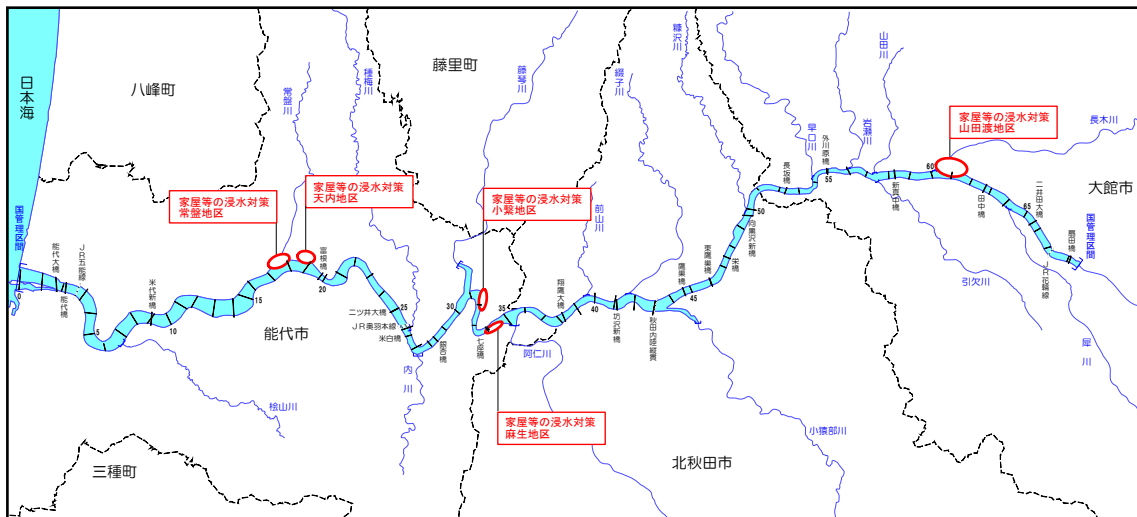 日本海
八峰町
藤里町
能代市
三種町
北秋田市
大館市
家屋等の浸水対策
常盤地区
家屋等の浸水対策
天内地区
家屋等の浸水対策
小繋地区
家屋等の浸水対策
麻生地区
家屋等の浸水対策
山田渡地区
常盤川
種梅川
藤琴川
綴子川
糠沢川
早口川
岩瀬川
山田川
長木川
前山川
桧山川
内川
阿仁川
小猿部川
引欠川
犀川
国管理区間
能代大橋
JR五能線
能代橋
米代新橋
富根橋
二ツ井大橋
JR奥羽本線
米白橋
銀杏橋
七座橋
翔鷹大橋
坊沢新橋
秋田内陸縦貫
鷹巣橋
東鷹巣橋
栄橋
向黒沢新橋
長坂橋
外川原橋
新真中橋
田中
二井田大橋
JR花輪線
扇田橋
国管理区間
0
5
10
15
20
25
30
35
40
45
50
55
60
65